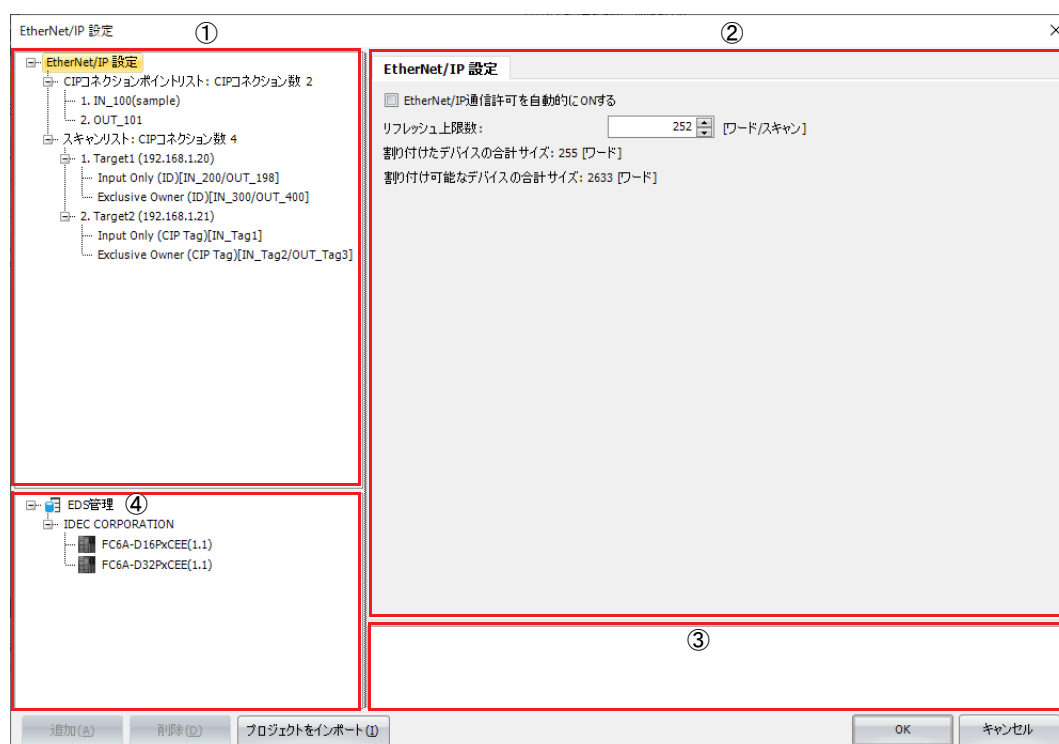 EtherNet/IP 設定
①
②
EtherNet/IP 設定
CIPコネクションポイントリスト: CIPコネクション数 2
1. IN_100(sample)
2. OUT_101
スキャンリスト: CIPコネクション数 4
1. Target1 (192.168.1.20)
Input Only (ID)[IN_200/OUT_198]
Exclusive Owner (ID)[IN_300/OUT_400]
2. Target2 (192.168.1.21)
Input Only (CIP Tag)[IN_Tag1]
Exclusive Owner (CIP Tag)[IN_Tag2/OUT_Tag3]
EtherNet/IP 設定
EtherNet/IP通信許可を自動的にONする
リフレッシュ上限数: 252 [ワード/スキャン]
割り付けたデバイスの合計サイズ: 255 [ワード]
割り付け可能なデバイスの合計サイズ: 2633 [ワード]
EDS管理 ④
IDEC CORPORATION
FC6A-D16PxCEE(1.1)
FC6A-D32PxCEE(1.1)
③
追加(A) 削除(D) プロジェクトをインポート(I) OK キャンセル